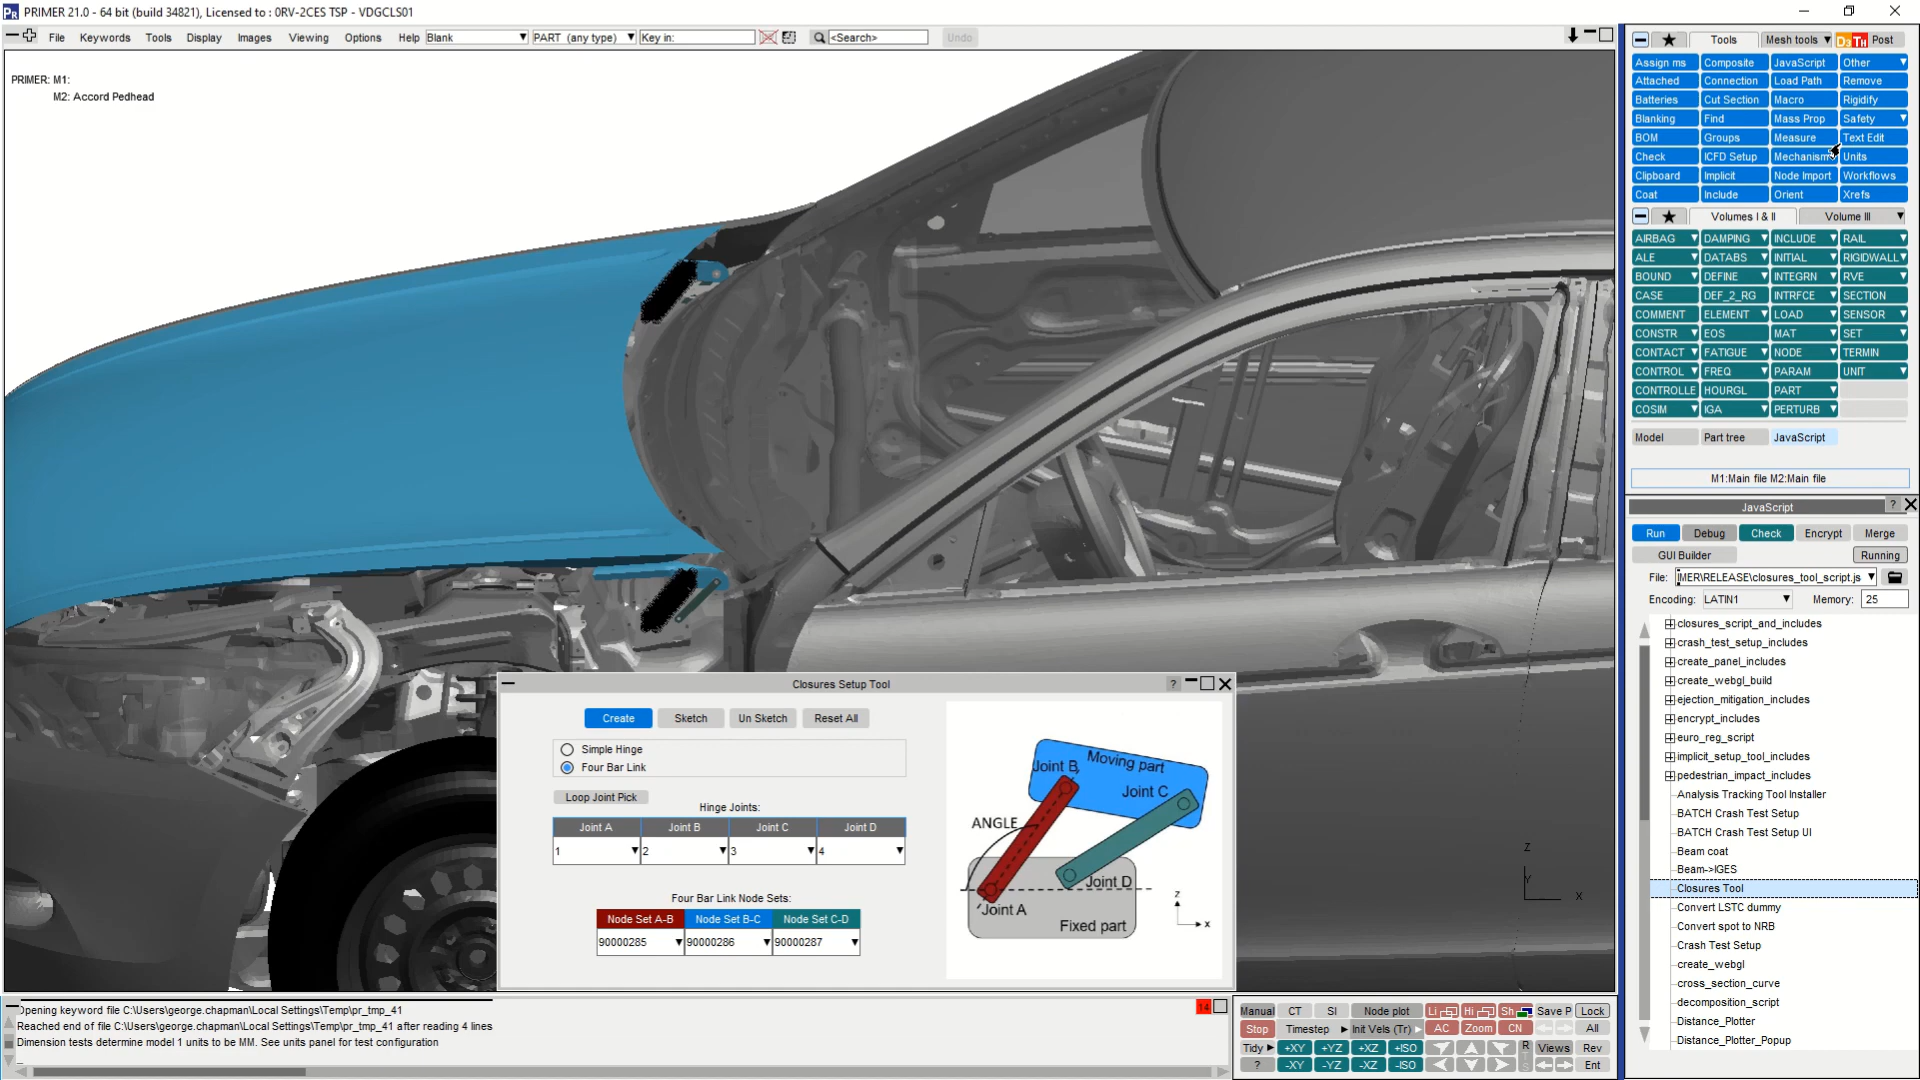 PRIMER 21.0 - 64 bit (build 34821), Licensed to : 0RV-2CES TSP - VDGCLS01
File Keywords Tools Display Images Viewing Options Help Blank PART (any type) Key in: <Search> Undo
PRIMER: M1:
M2: Accord Pedhead
Tools Mesh tools Post
Assign ms Composite JavaScript Other
Attached Connection Load Path Remove
Batteries Cut Section Macro Rigidify
Blanking Find Mass Prop Safety
BOM Groups Measure Text Edit
Check ICFD Setup Mechanism Units
Clipboard Implicit Node Import Workflows
Coat Include Orient Xrefs
Volumes I & II Volume III
AIRBAG DAMPING INCLUDE RAIL
ALE DATABS INITIAL RIGIDWALL
BOUND DEFINE INTEGRN RVE
CASE DEF_2_RG INTRFCE SECTION
COMMENT ELEMENT LOAD SENSOR
CONSTR EOS MAT SET
CONTACT FATIGUE NODE TERMIN
CONTROL FREQ PARAM UNIT
CONTROLLE HOURGL PART
COSIM IGA PERTURB
Model Part tree JavaScript
M1:Main file M2:Main file
JavaScript ?
Run Debug Check Encrypt Merge
GUI Builder Running
File: MER\RELEASE\closures_tool_script.js
Encoding: LATIN1 Memory: 25
closures_script_and_includes
crash_test_setup_includes
create_panel_includes
create_webgl_build
ejection_mitigation_includes
encrypt_includes
euro_reg_script
implicit_setup_tool_includes
pedestrian_impact_includes
Analysis Tracking Tool Installer
BATCH Crash Test Setup
BATCH Crash Test Setup UI
Beam coat
Beam->IGES
Closures Tool
Convert LSTC dummy
Convert spot to NRB
Crash Test Setup
create_webgl
cross_section_curve
decomposition_script
Distance_Plotter
Distance_Plotter_Popup
Z
Y
X
Closures Setup Tool ?
Create Sketch Un Sketch Reset All
Simple Hinge
Four Bar Link
Loop Joint Pick
Hinge Joints:
Joint A Joint B Joint C Joint D
1 2 3 4
Four Bar Link Node Sets:
Node Set A-B Node Set B-C Node Set C-D
90000285 90000286 90000287
Joint B Moving part
Joint C
ANGLE
Joint D
Joint A
Fixed part
z
x
Opening keyword file C:\Users\george.chapman\Local Settings\Temp\pr_tmp_41
Reached end of file C:\Users\george.chapman\Local Settings\Temp\pr_tmp_41 after reading 4 lines
Dimension tests determine model 1 units to be MM. See units panel for test configuration
Manual CT SI Node plot Li Hi Sh Save P Lock
Stop Timestep Init Vels (Tr) AC Zoom CN All
Tidy +XY +YZ +XZ +ISO Views Rev
? -XY -YZ -XZ -ISO Ent